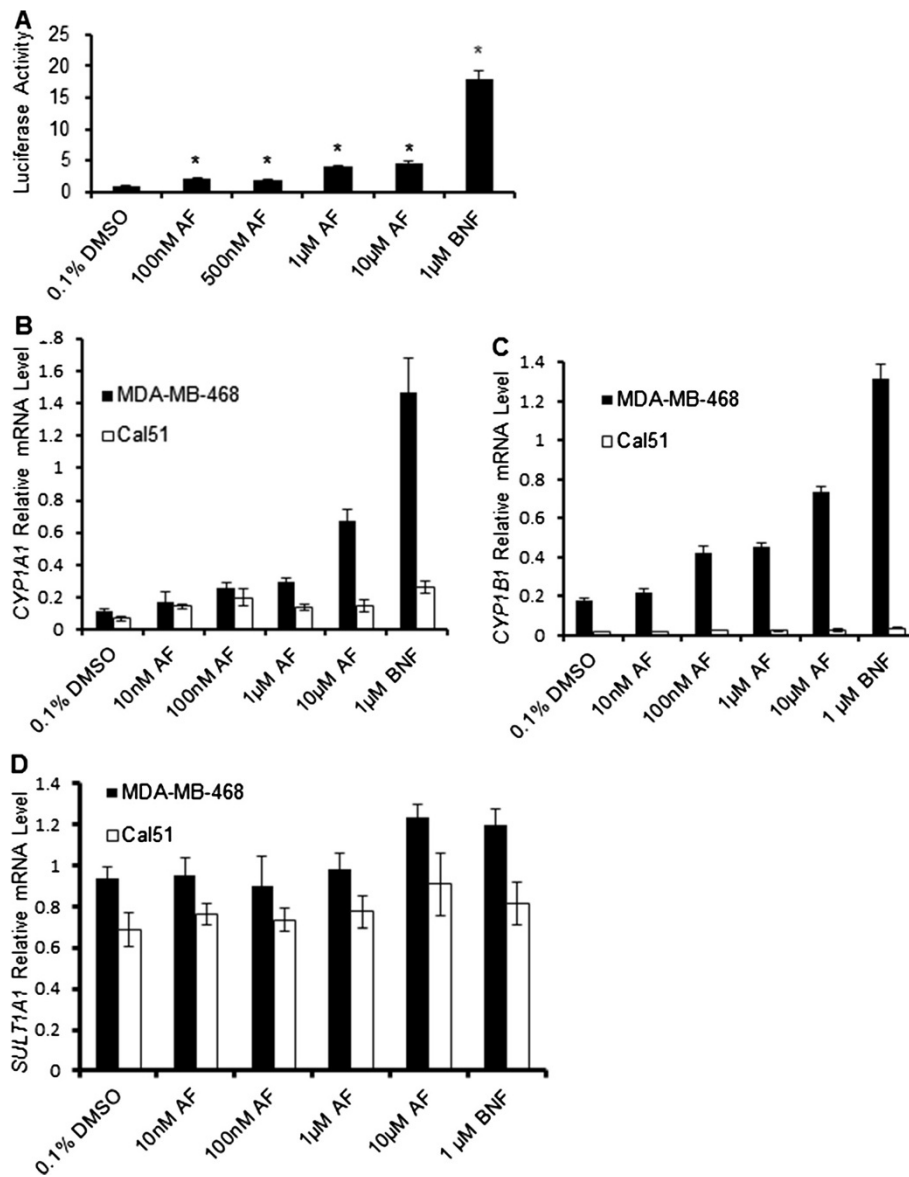 A
Luciferase Activity
25
20
15
10
5
0
*
*
*
*
*
0.1% DMSO
100nM AF
500nM AF
1µM AF
10µM AF
1µM BNF
B
CYP1A1 Relative mRNA Level
1.8
1.6
1.4
1.2
1
0.8
0.6
0.4
0.2
0
MDA-MB-468
Cal51
0.1% DMSO
10nM AF
100nM AF
1µM AF
10µM AF
1µM BNF
C
CYP1B1 Relative mRNA Level
1.4
1.2
1
0.8
0.6
0.4
0.2
0
MDA-MB-468
Cal51
0.1% DMSO
10nM AF
100nM AF
1µM AF
10µM AF
1 µM BNF
D
SULT1A1 Relative mRNA Level
1.4
1.2
1
0.8
0.6
0.4
0.2
0
MDA-MB-468
Cal51
0.1% DMSO
10nM AF
100nM AF
1µM AF
10µM AF
1 µM BNF